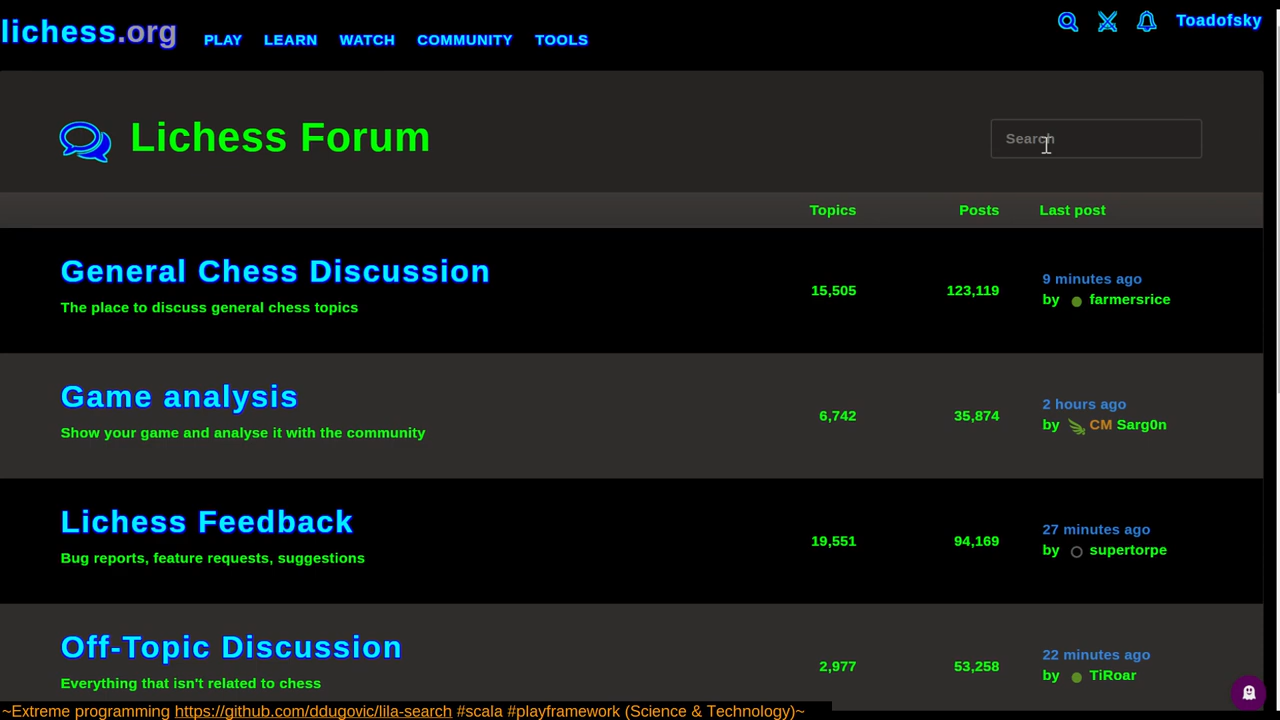 lichess.org PLAY LEARN WATCH COMMUNITY TOOLS Toadofsky
Lichess Forum
Search
Topics Posts Last post
General Chess Discussion
The place to discuss general chess topics
15,505 123,119
9 minutes ago
by farmersrice
Game analysis
Show your game and analyse it with the community
6,742 35,874
2 hours ago
by CM Sarg0n
Lichess Feedback
Bug reports, feature requests, suggestions
19,551 94,169
27 minutes ago
by supertorpe
Off-Topic Discussion
Everything that isn't related to chess
2,977 53,258
22 minutes ago
by TiRoar
~Extreme programming https://github.com/ddugovic/lila-search #scala #playframework (Science & Technology)~